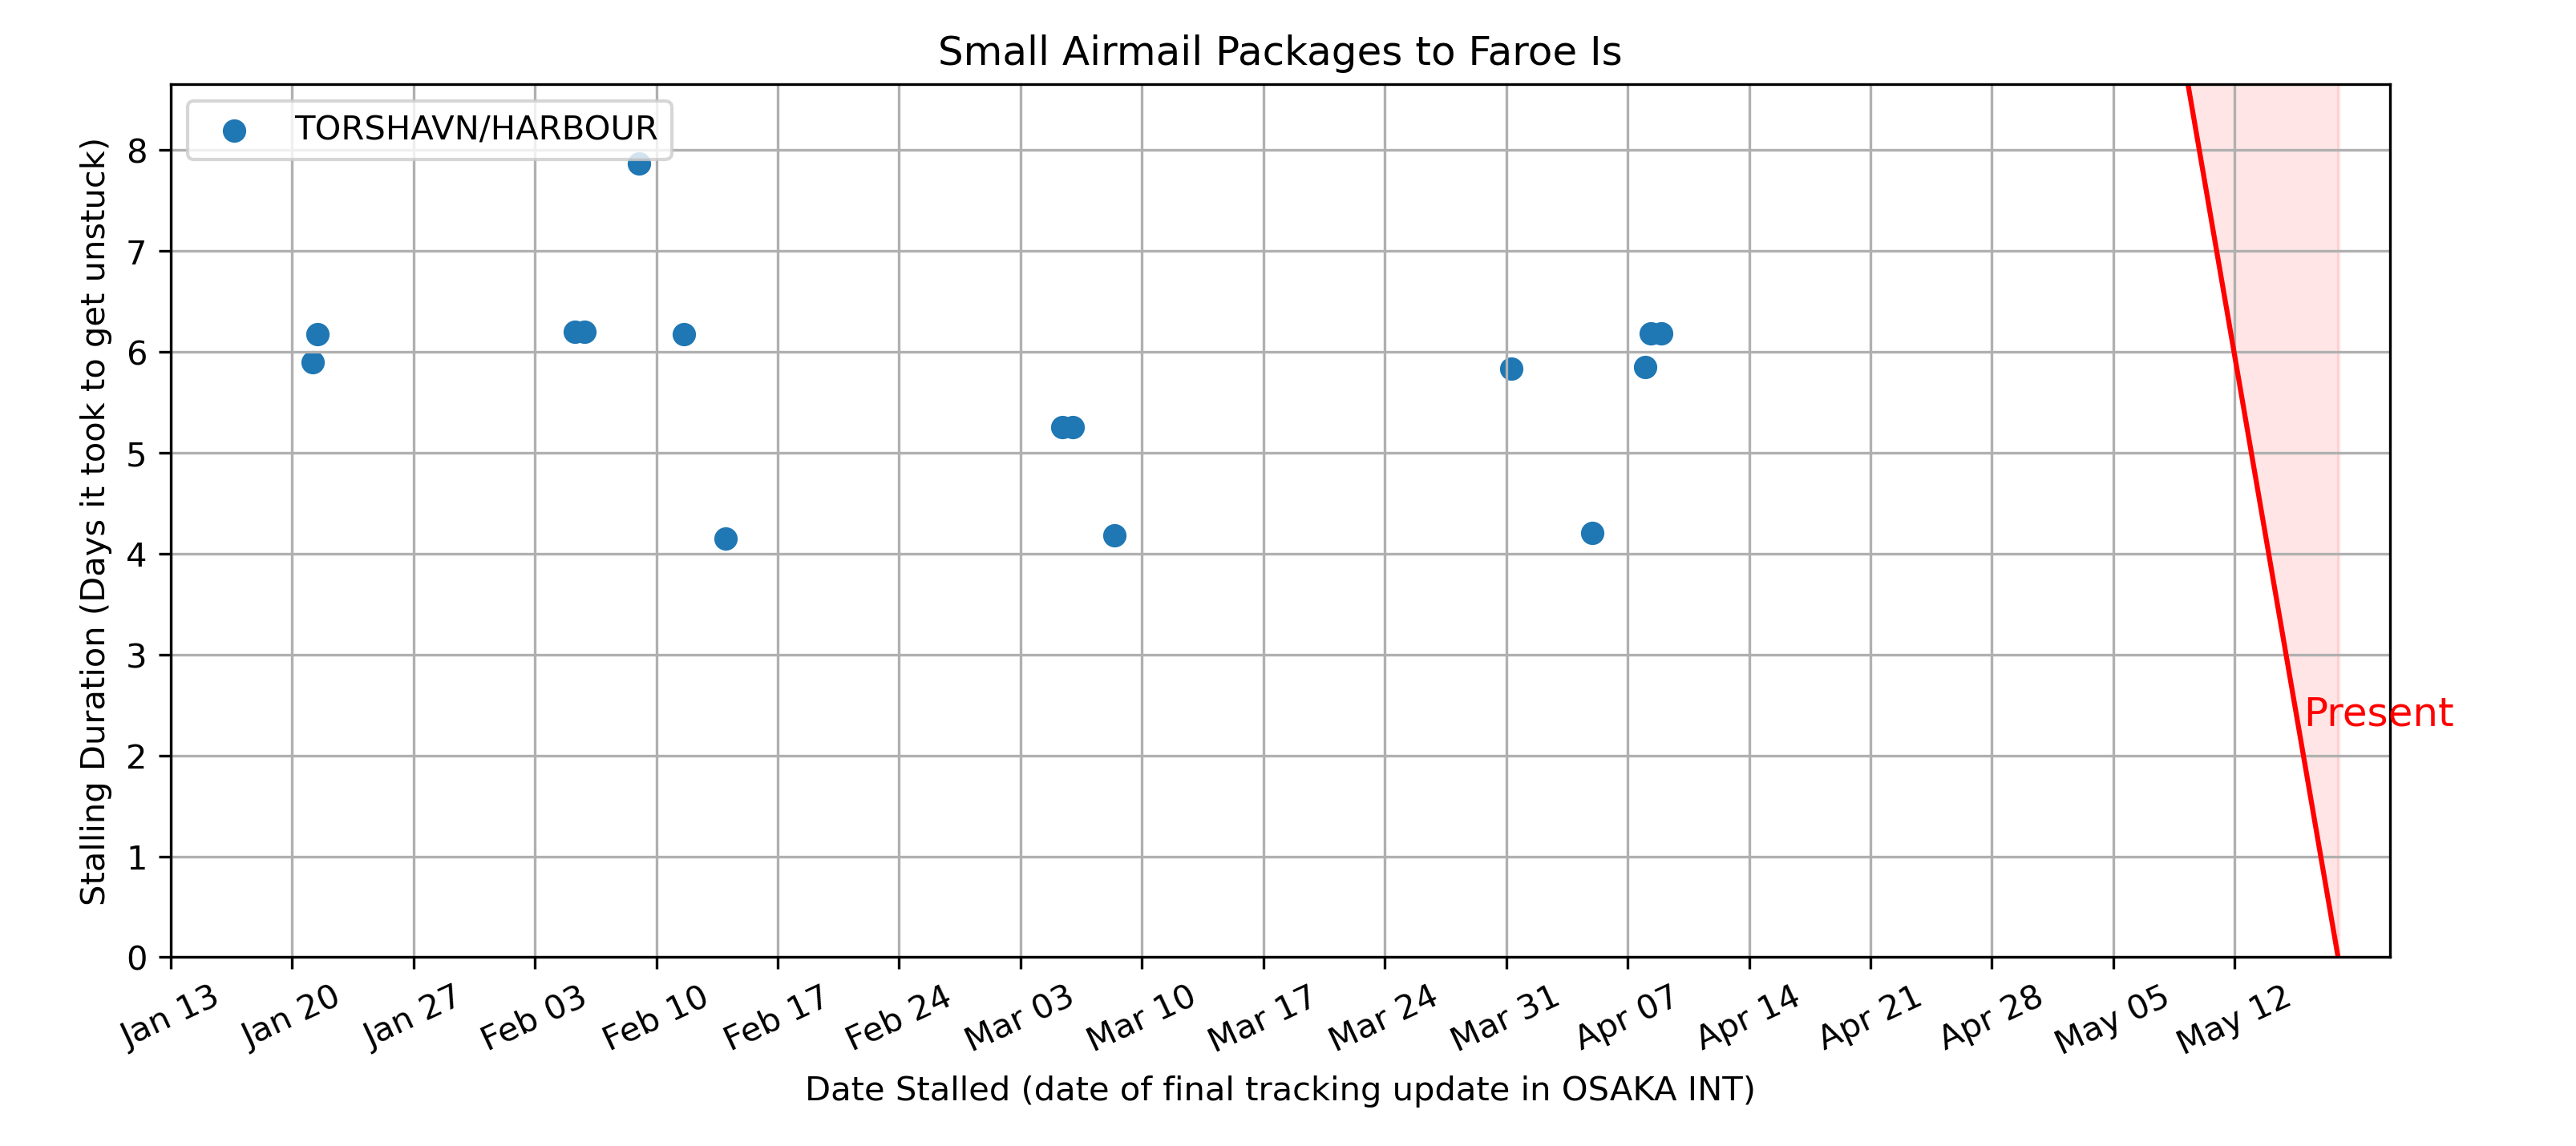 Small Airmail Packages to Faroe Is
TORSHAVN/HARBOUR
Stalling Duration (Days it took to get unstuck)
8
7
6
5
4
3
2
1
0
Present
Jan 13 Jan 20 Jan 27 Feb 03 Feb 10 Feb 17 Feb 24 Mar 03 Mar 10 Mar 17 Mar 24 Mar 31 Apr 07 Apr 14 Apr 21 Apr 28 May 05 May 12
Date Stalled (date of final tracking update in OSAKA INT)